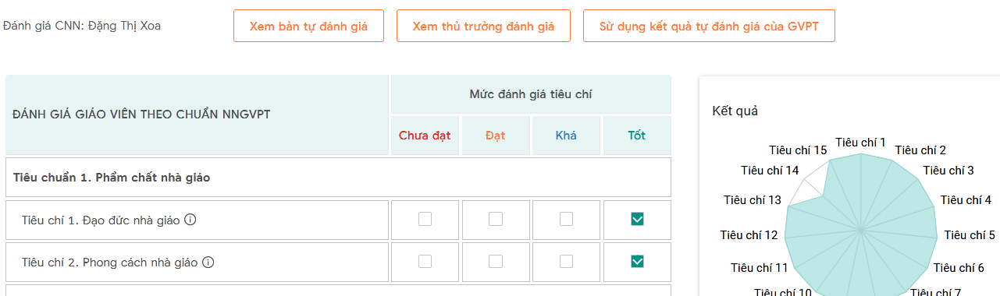 Đánh giá CNN: Đặng Thị Xoa
Xem bản tự đánh giá
Xem thủ trưởng đánh giá
Sử dụng kết quả tự đánh giá của GVPT
ĐÁNH GIÁ GIÁO VIÊN THEO CHUẨN NNGVPT
Mức đánh giá tiêu chí
Chưa đạt
Đạt
Khá
Tốt
Tiêu chuẩn 1. Phẩm chất nhà giáo
Tiêu chí 1. Đạo đức nhà giáo
Tiêu chí 2. Phong cách nhà giáo
Kết quả
Tiêu chí 1
Tiêu chí 2
Tiêu chí 3
Tiêu chí 4
Tiêu chí 5
Tiêu chí 6
Tiêu chí 7
Tiêu chí 10
Tiêu chí 11
Tiêu chí 12
Tiêu chí 13
Tiêu chí 14
Tiêu chí 15